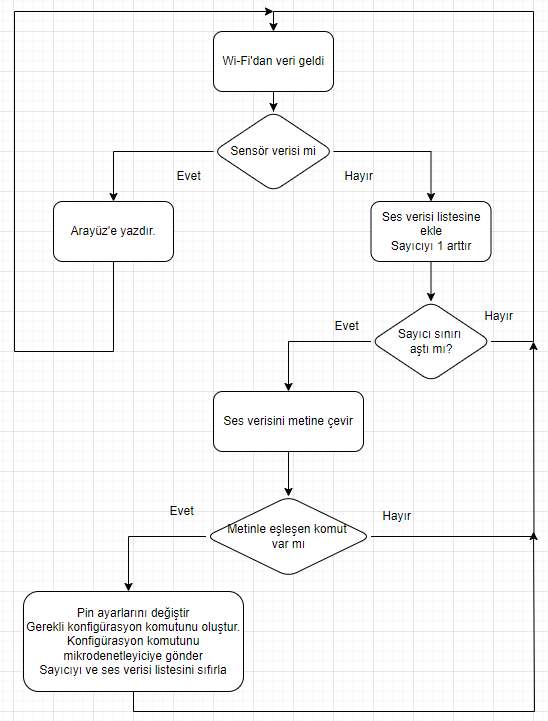 Wi-Fi'dan veri geldi
Sensör verisi mi
Evet
Hayır
Arayüz'e yazdır.
Ses verisi listesine
ekle
Sayıcıyı 1 arttır
Evet
Hayır
Sayıcı sınırı
aştı mı?
Ses verisini metine çevir
Evet
Hayır
Metinle eşleşen komut
var mı
Pin ayarlarını değiştir
Gerekli konfigürasyon komutunu oluştur.
Konfigürasyon komutunu
mikrodenetleyiciye gönder
Sayıcıyı ve ses verisi listesini sıfırla